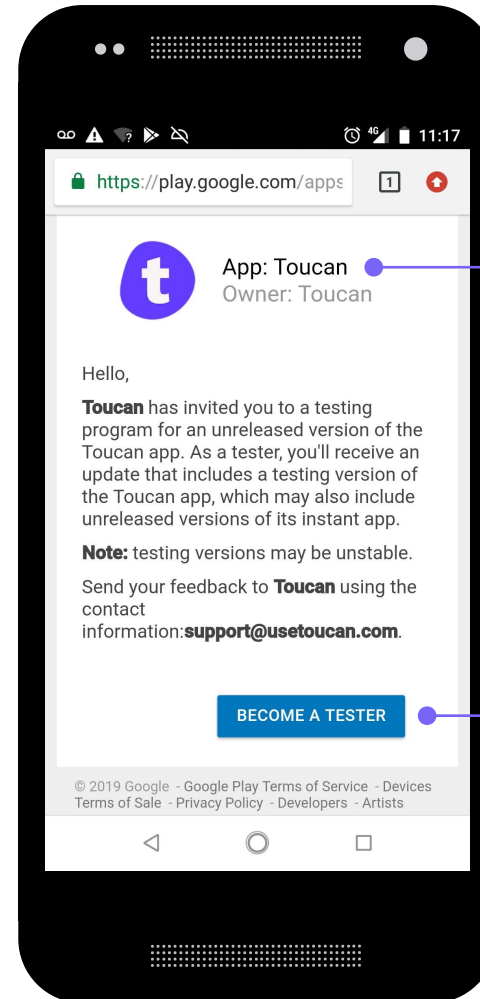 4G 11:17
https://play.google.com/apps
1
t
App: Toucan
Owner: Toucan
Hello,
Toucan has invited you to a testing
program for an unreleased version of the
Toucan app. As a tester, you'll receive an
update that includes a testing version of
the Toucan app, which may also include
unreleased versions of its instant app.
Note: testing versions may be unstable.
Send your feedback to Toucan using the
contact
information:support@usetoucan.com.
BECOME A TESTER
© 2019 Google - Google Play Terms of Service - Devices
Terms of Sale - Privacy Policy - Developers - Artists